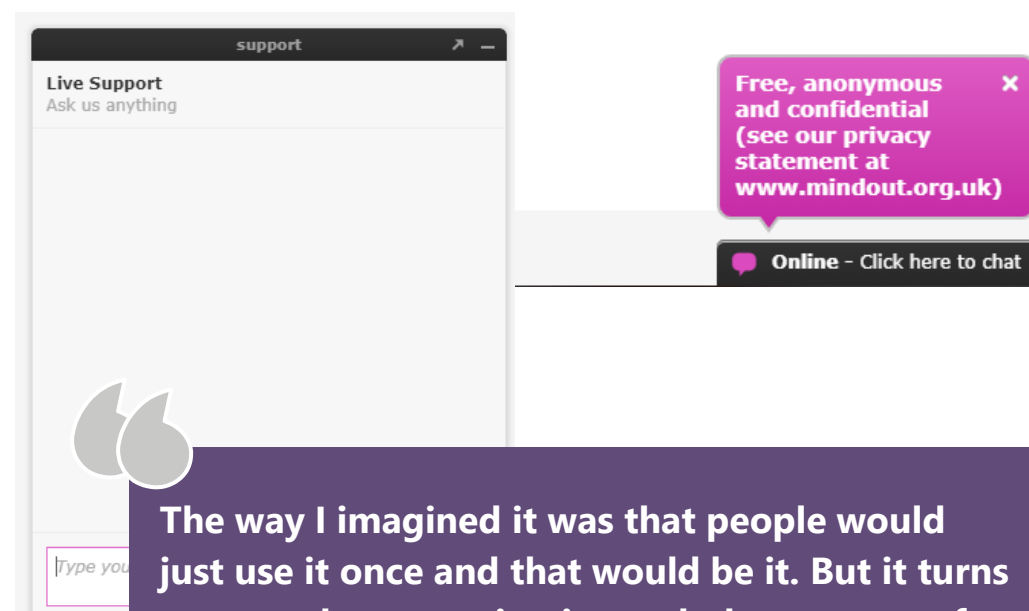 support
Live Support
Ask us anything
Free, anonymous
and confidential
(see our privacy
statement at
www.mindout.org.uk)
Online - Click here to chat
Type you
The way I imagined it was that people would
just use it once and that would be it. But it turns